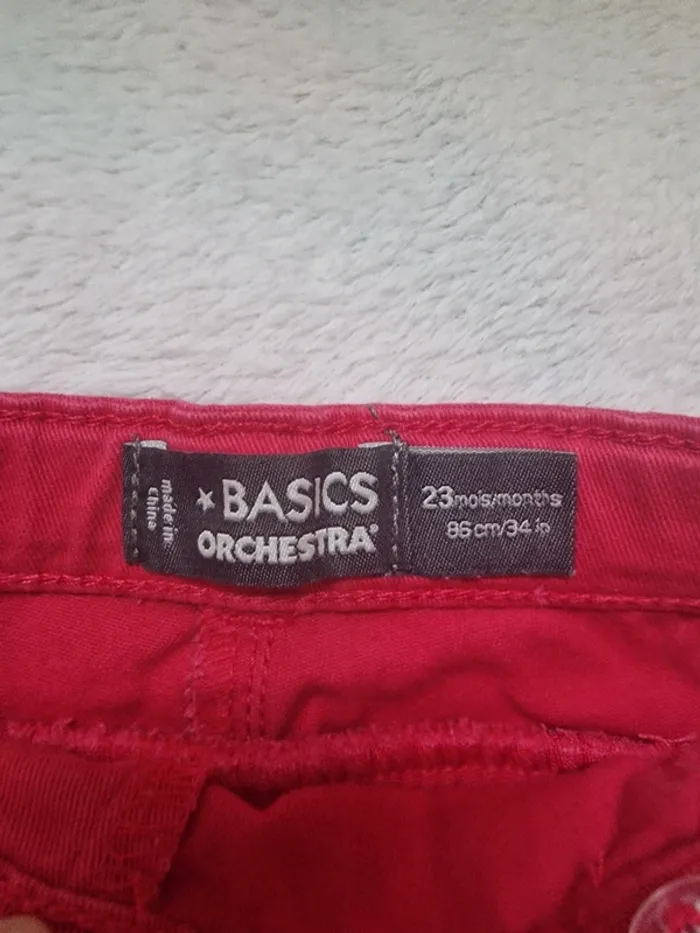 made in
China
BASICS
ORCHESTRA®
23mois/months
86 cm/34 in